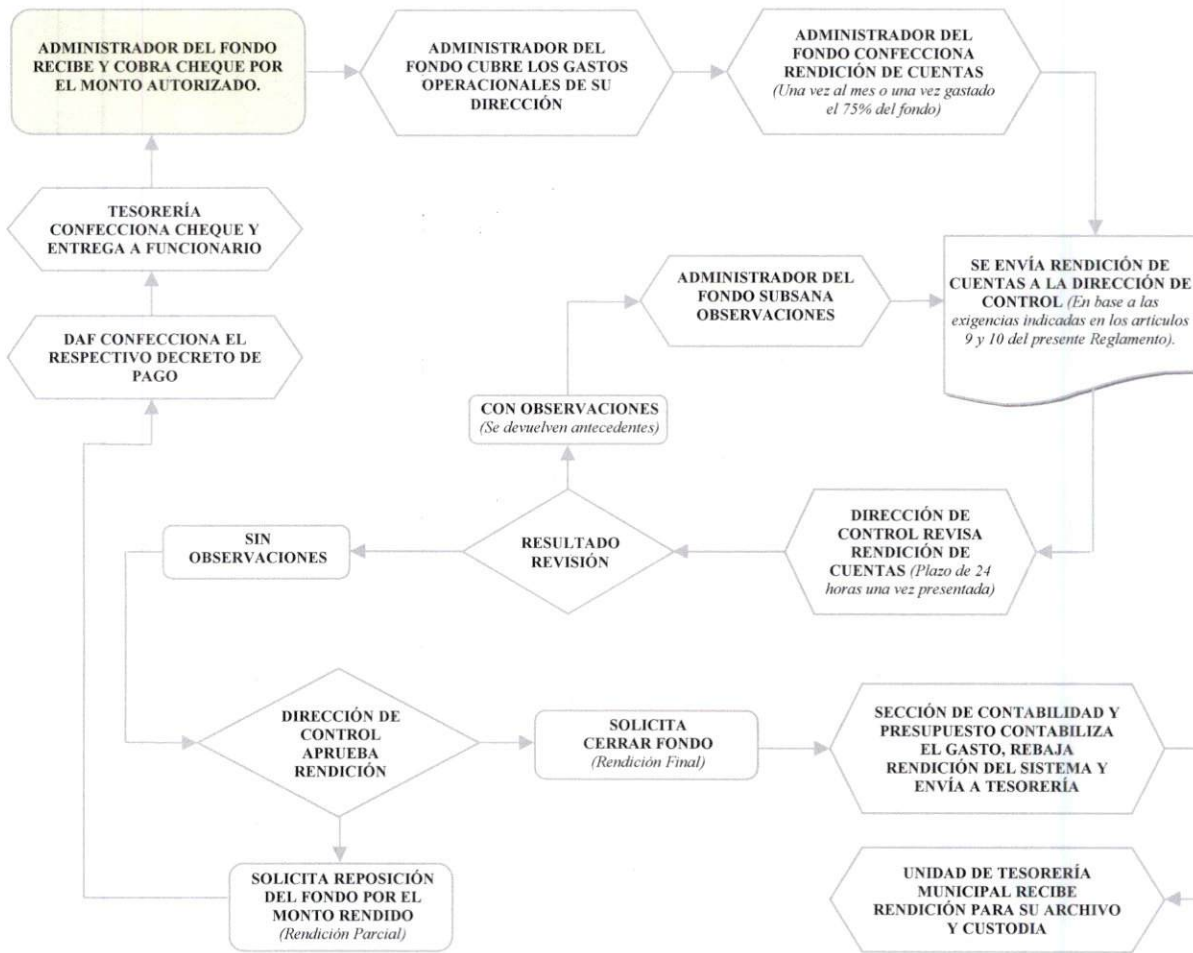 ADMINISTRADOR DEL FONDO
RECIBE Y COBRA CHEQUE POR
EL MONTO AUTORIZADO.
ADMINISTRADOR DEL
FONDO CUBRE LOS GASTOS
OPERACIONALES DE SU
DIRECCIÓN
ADMINISTRADOR DEL
FONDO CONFECCIONA
RENDICIÓN DE CUENTAS
(Una vez al mes o una vez gastado
el 75% del fondo)
TESORERÍA
CONFECCIONA CHEQUE Y
ENTREGA A FUNCIONARIO
ADMINISTRADOR DEL
FONDO SUBSANA
OBSERVACIONES
SE ENVÍA RENDICIÓN DE
CUENTAS A LA DIRECCIÓN DE
CONTROL (En base a las
exigencias indicadas en los artículos
9 y 10 del presente Reglamento).
DAF CONFECCIONA EL
RESPECTIVO DECRETO DE
PAGO
CON OBSERVACIONES
(Se devuelven antecedentes)
SIN
OBSERVACIONES
RESULTADO
REVISIÓN
DIRECCIÓN DE
CONTROL REVISA
RENDICIÓN DE
CUENTAS (Plazo de 24
horas una vez presentada)
DIRECCIÓN DE
CONTROL
APRUEBA
RENDICIÓN
SOLICITA
CERRAR FONDO
(Rendición Final)
SECCIÓN DE CONTABILIDAD Y
PRESUPUESTO CONTABILIZA
EL GASTO, REBAJA
RENDICIÓN DEL SISTEMA Y
ENVÍA A TESORERÍA
SOLICITA REPOSICIÓN
DEL FONDO POR EL
MONTO RENDIDO
(Rendición Parcial)
UNIDAD DE TESORERÍA
MUNICIPAL RECIBE
RENDICIÓN PARA SU ARCHIVO
Y CUSTODIA